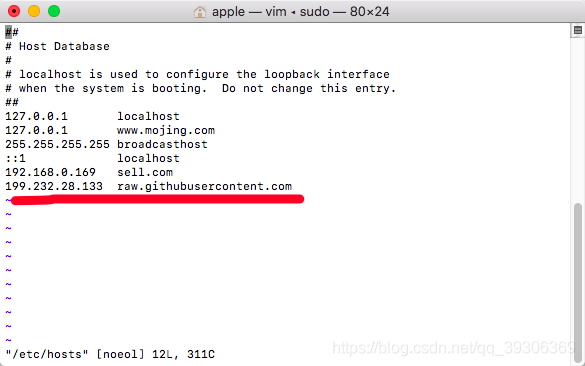 apple — vim ◂ sudo — 80×24
##
# Host Database
#
# localhost is used to configure the loopback interface
# when the system is booting.  Do not change this entry.
##
127.0.0.1       localhost
127.0.0.1       www.mojing.com
255.255.255.255 broadcasthost
::1             localhost
192.168.0.169   sell.com
199.232.28.133  raw.githubusercontent.com
~
~
~
~
~
~
~
~
~
~
~
"/etc/hosts" [noeol] 12L, 311C
https://blog.csdn.net/qq_39306369